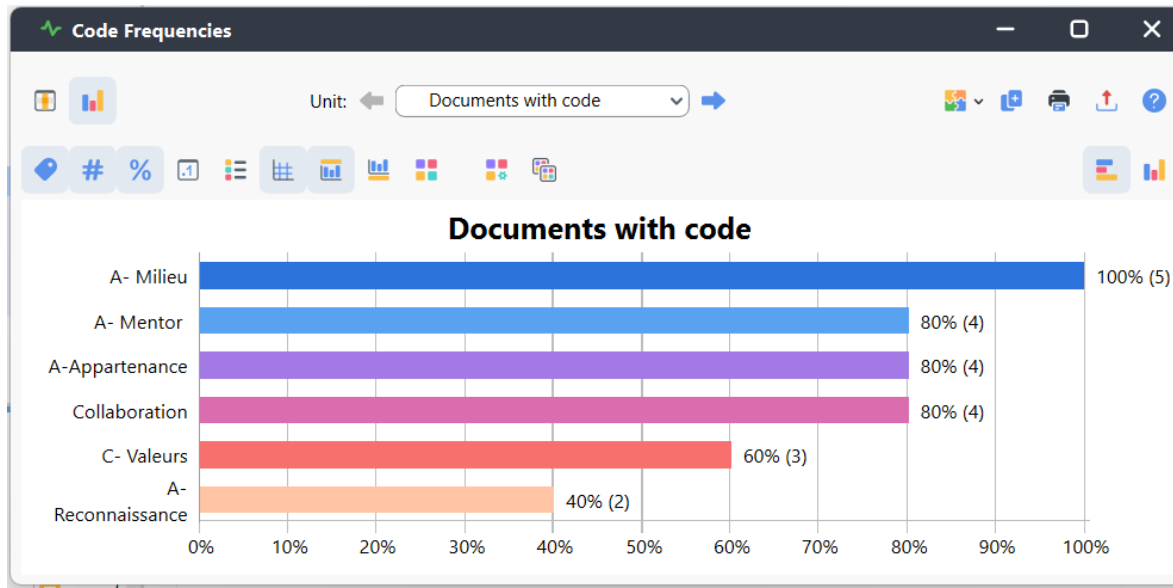 Code Frequencies
Unit: Documents with code
# % .1
Documents with code
A- Milieu 100% (5)
A- Mentor 80% (4)
A-Appartenance 80% (4)
Collaboration 80% (4)
C- Valeurs 60% (3)
A-
Reconnaissance 40% (2)
0% 10% 20% 30% 40% 50% 60% 70% 80% 90% 100%